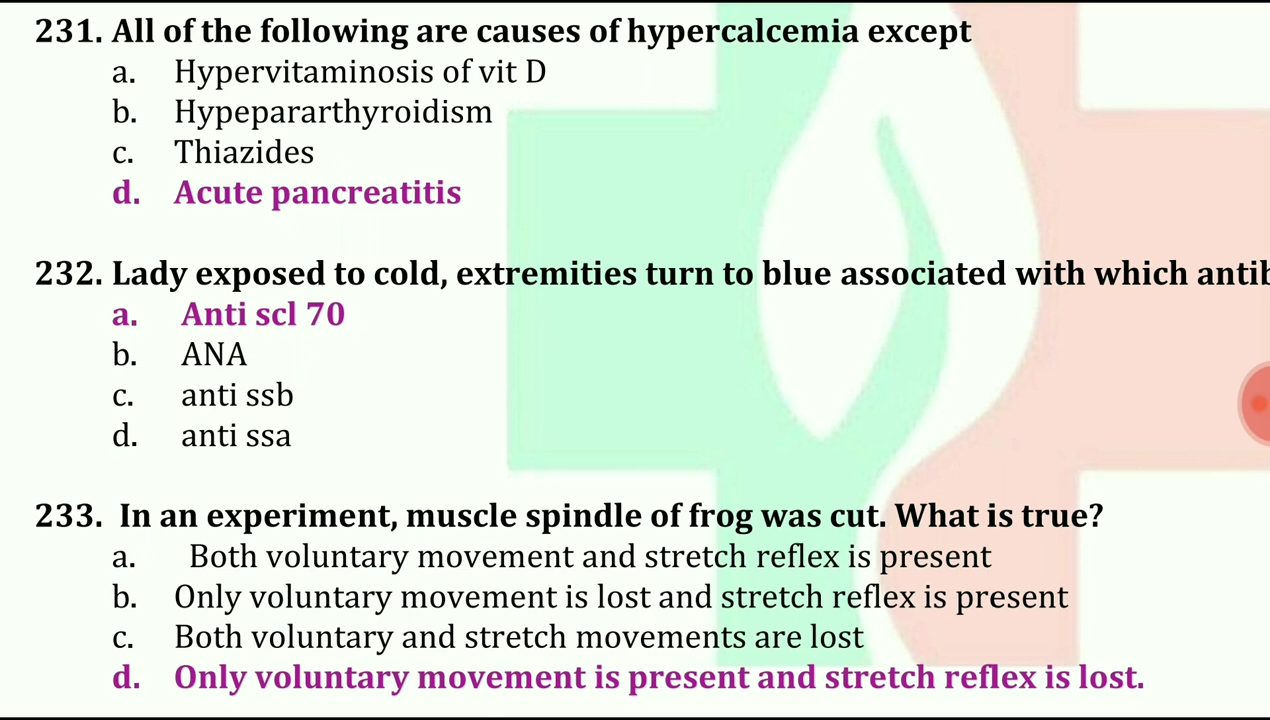 231. All of the following are causes of hypercalcemia except
a. Hypervitaminosis of vit D
b. Hypepararthyroidism
c. Thiazides
d. Acute pancreatitis
232. Lady exposed to cold, extremities turn to blue associated with which
a. Anti scl 70
b. ANA
c. anti ssb
d. anti ssa
233. In an experiment, muscle spindle of frog was cut. What is true?
a. Both voluntary movement and stretch reflex is present
b. Only voluntary movement is lost and stretch reflex is present
c. Both voluntary and stretch movements are lost
d. Only voluntary movement is present and stretch reflex is lost.